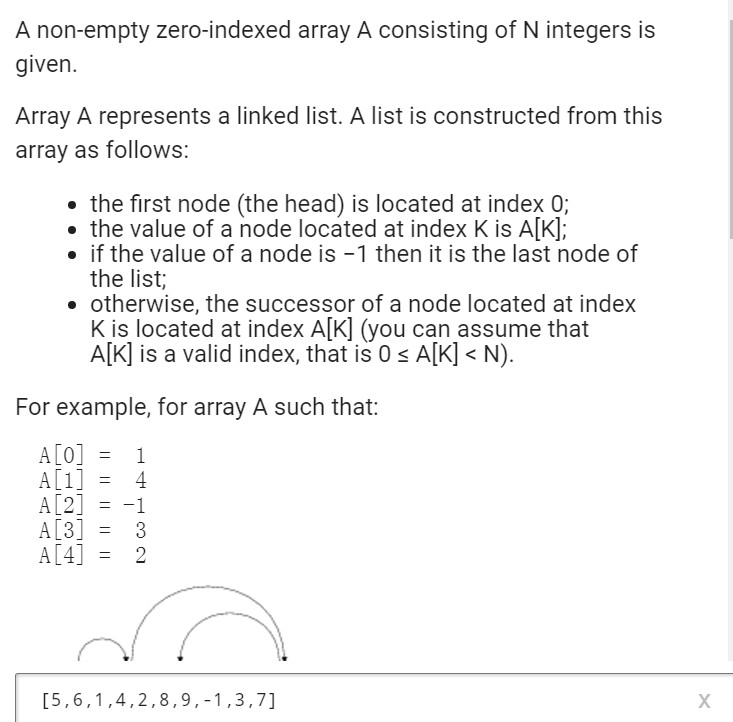 A non-empty zero-indexed array A consisting of N integers is
given.
Array A represents a linked list. A list is constructed from this
array as follows:
• the first node (the head) is located at index 0;
• the value of a node located at index K is A[K];
• if the value of a node is −1 then it is the last node of
the list;
• otherwise, the successor of a node located at index
K is located at index A[K] (you can assume that
A[K] is a valid index, that is 0 ≤ A[K] < N).
For example, for array A such that:
A[0] = 1
A[1] = 4
A[2] = -1
A[3] = 3
A[4] = 2
[5,6,1,4,2,8,9,-1,3,7] X